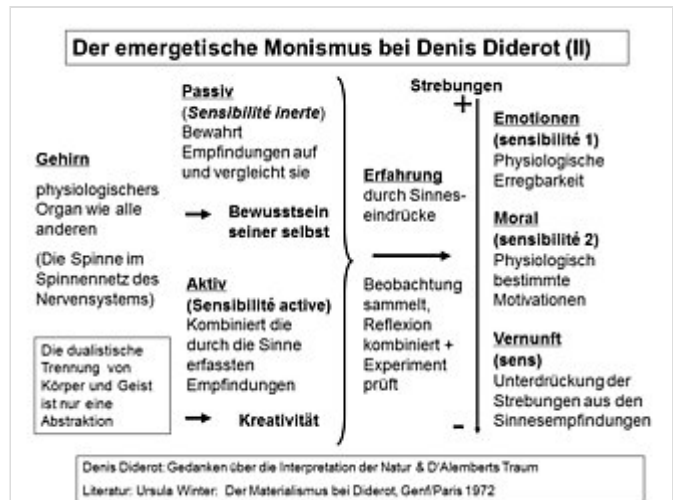 Der emergetische Monismus bei Denis Diderot (II)
Gehirn
physiologischers
Organ wie alle
anderen
(Die Spinne im
Spinnennetz des
Nervensystems)
Die dualistische
Trennung von
Körper und Geist
ist nur eine
Abstraktion
Passiv
(Sensibilité inerte)
Bewahrt
Empfindungen auf
und vergleicht sie
Bewusstsein
seiner selbst
Aktiv
(Sensibilité active)
Kombiniert die
durch die Sinne
erfassten
Empfindungen
Kreativität
Erfahrung
durch Sinnes-
eindrücke
Beobachtung
sammelt,
Reflexion
kombiniert +
Experiment
prüft
Strebungen
+
Emotionen
(sensibilité 1)
Physiologische
Erregbarkeit
Moral
(sensibilité 2)
Physiologisch
bestimmte
Motivationen
Vernunft
(sens)
Unterdrückung der
Strebungen aus den
Sinnesempfindungen
-
Denis Diderot: Gedanken über die Interpretation der Natur & D'Alemberts Traum
Literatur: Ursula Winter: Der Materialismus bei Diderot, Genf/Paris 1972